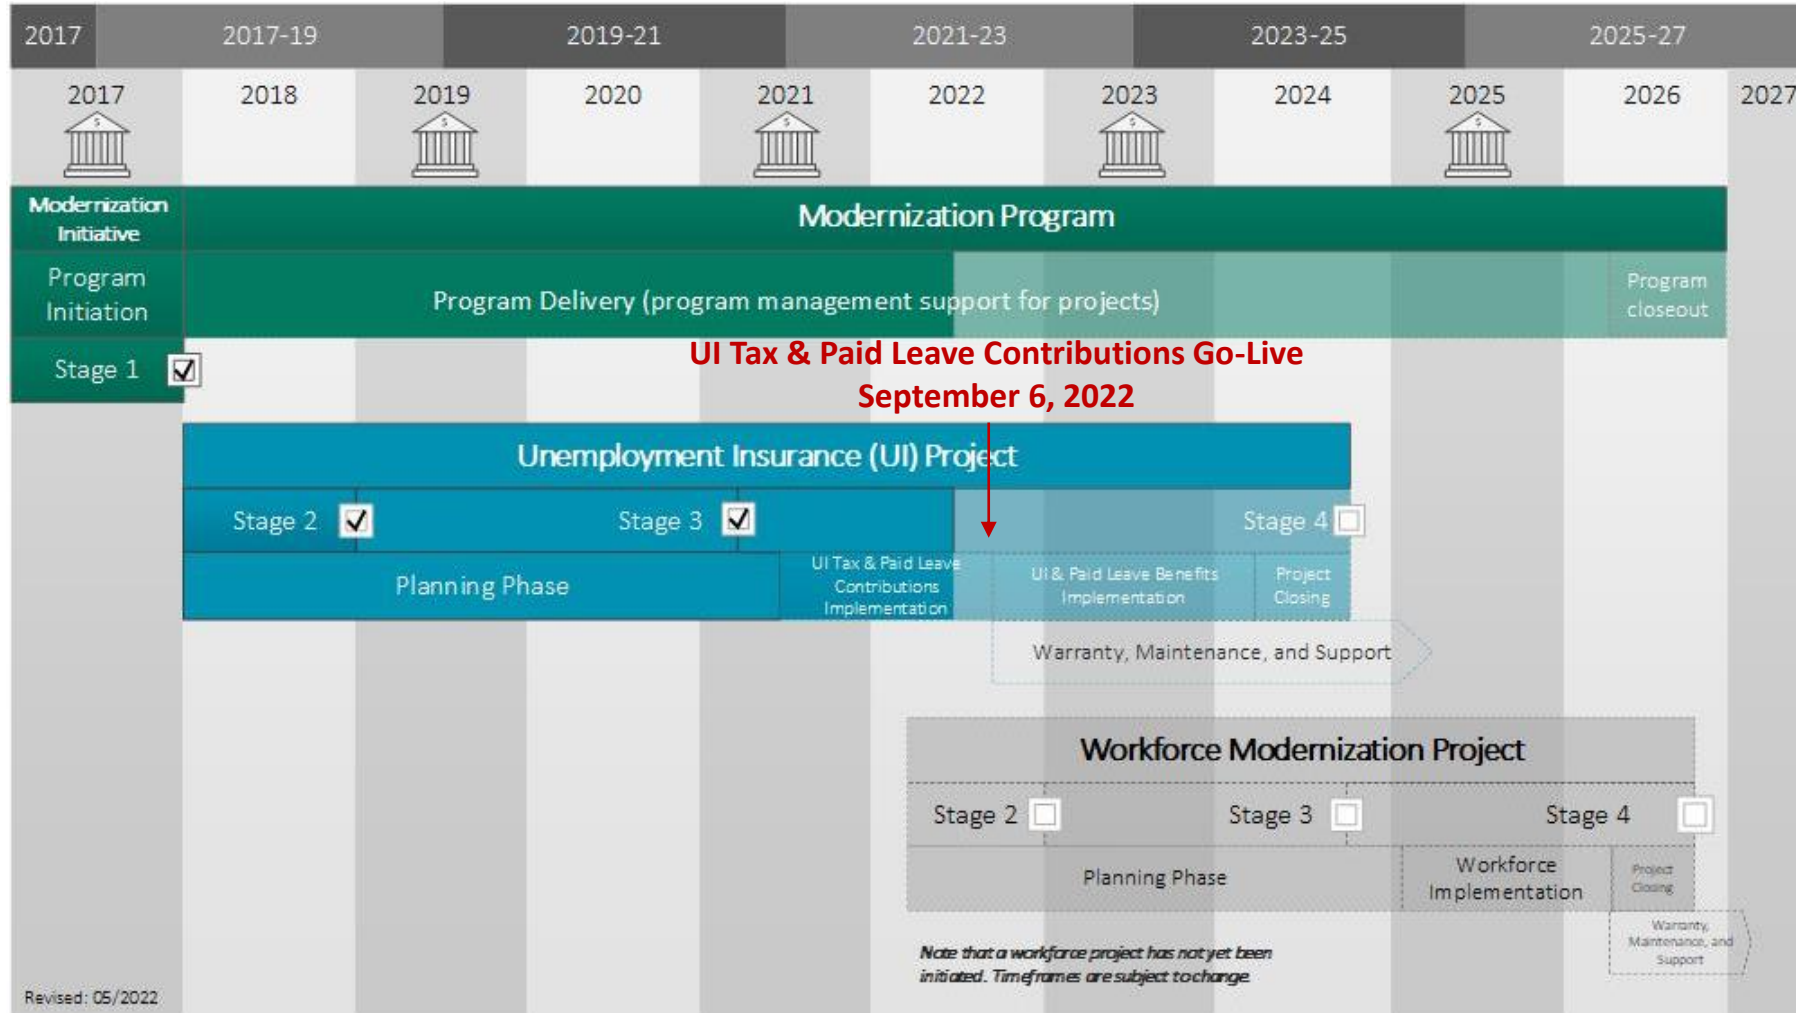 2017 2017-19 2019-21 2021-23 2023-25 2025-27
2017 2018 2019 2020 2021 2022 2023 2024 2025 2026 2027
$ $ $ $ $
Modernization
Initiative
Modernization Program
Program
Initiation
Program Delivery (program management support for projects)
Program
closeout
Stage 1
UI Tax & Paid Leave Contributions Go-Live
September 6, 2022
Unemployment Insurance (UI) Project
Stage 2 Stage 3 Stage 4
Planning Phase
UI Tax & Paid Leave
Contributions
Implementation
UI & Paid Leave Benefits
Implementation
Project
Closing
Warranty, Maintenance, and Support
Workforce Modernization Project
Stage 2 Stage 3 Stage 4
Planning Phase
Workforce
Implementation
Project
Closing
Warranty,
Maintenance, and
Support
Note that a workforce project has not yet been
initiated. Timeframes are subject to change.
Revised: 05/2022